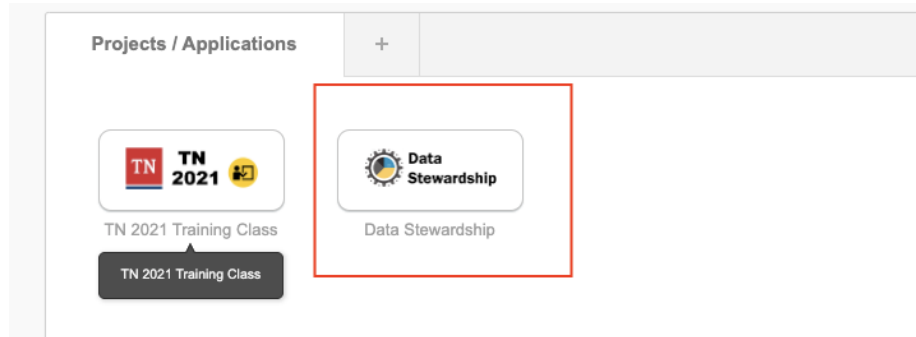 Projects / Applications
+
TN
TN
2021
Data
Stewardship
TN 2021 Training Class
Data Stewardship
TN 2021 Training Class